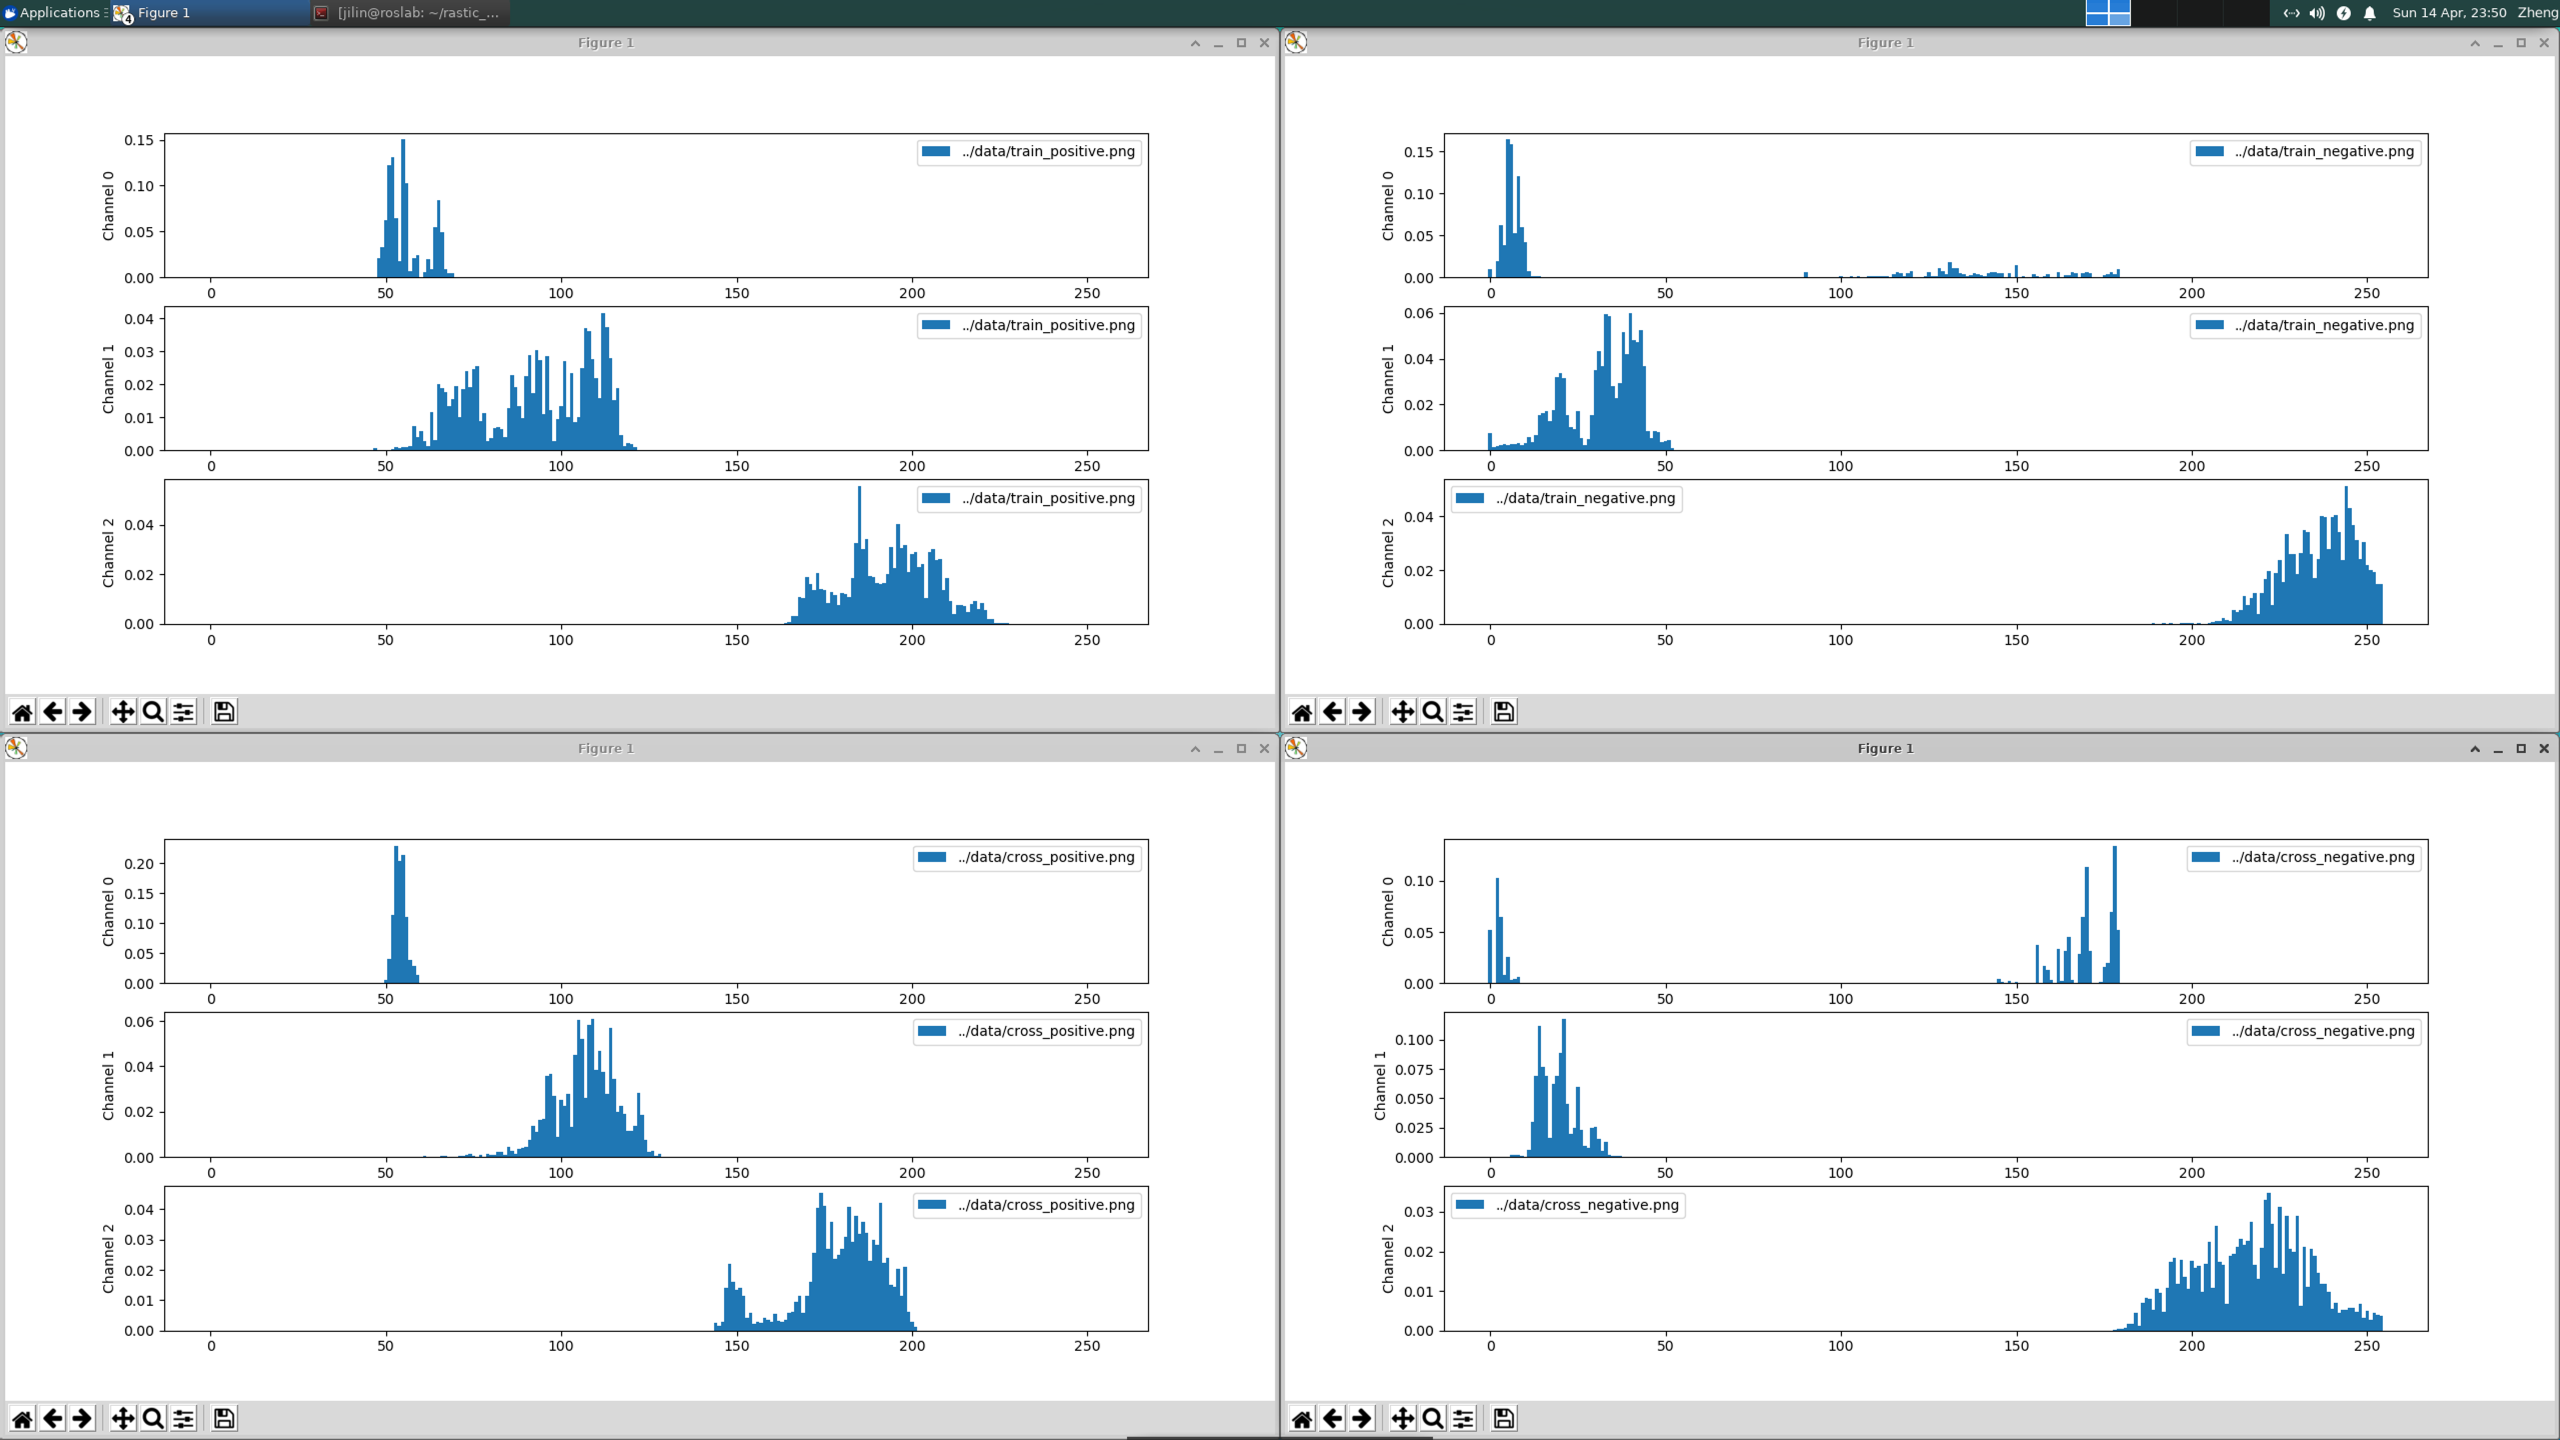 Applications
4
Figure 1
[jilin@roslab: ~/rastic_...
Sun 14 Apr, 23:50
Zheng
Figure 1
0.15
0.10
0.05
0.00
Channel 0
../data/train_positive.png
0 50 100 150 200 250
0.04
0.03
0.02
0.01
0.00
Channel 1
../data/train_positive.png
0 50 100 150 200 250
0.04
0.02
0.00
Channel 2
../data/train_positive.png
0 50 100 150 200 250
Figure 1
0.15
0.10
0.05
0.00
Channel 0
../data/train_negative.png
0 50 100 150 200 250
0.06
0.04
0.02
0.00
Channel 1
../data/train_negative.png
0 50 100 150 200 250
0.04
0.02
0.00
Channel 2
../data/train_negative.png
0 50 100 150 200 250
Figure 1
0.20
0.15
0.10
0.05
0.00
Channel 0
../data/cross_positive.png
0 50 100 150 200 250
0.06
0.04
0.02
0.00
Channel 1
../data/cross_positive.png
0 50 100 150 200 250
0.04
0.03
0.02
0.01
0.00
Channel 2
../data/cross_positive.png
0 50 100 150 200 250
Figure 1
0.10
0.05
0.00
Channel 0
../data/cross_negative.png
0 50 100 150 200 250
0.100
0.075
0.050
0.025
0.000
Channel 1
../data/cross_negative.png
0 50 100 150 200 250
0.03
0.02
0.01
0.00
Channel 2
../data/cross_negative.png
0 50 100 150 200 250